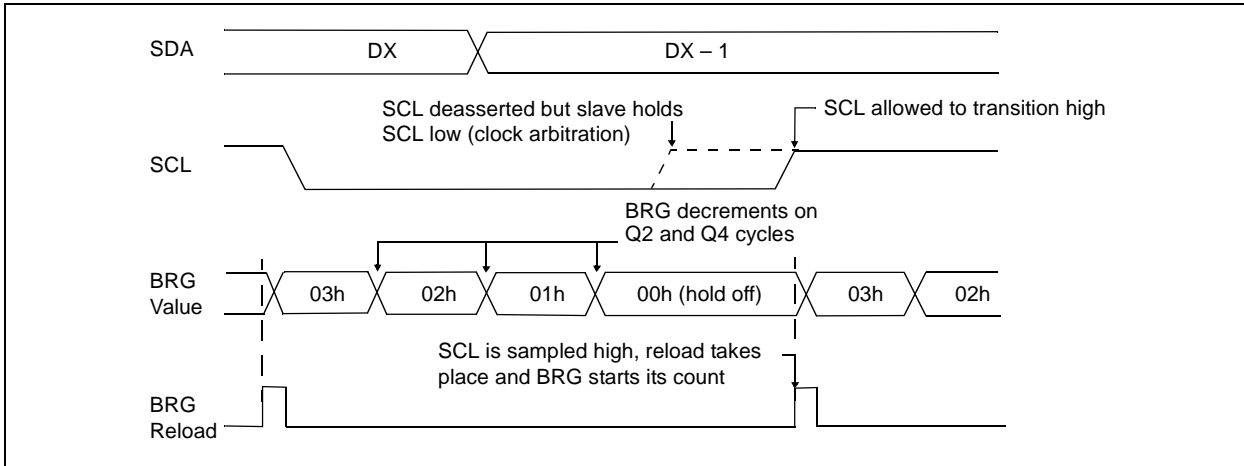 SDA
DX
DX – 1
SCL deasserted but slave holds
SCL low (clock arbitration)
SCL allowed to transition high
SCL
BRG decrements on
Q2 and Q4 cycles
BRG
Value
03h
02h
01h
00h (hold off)
03h
02h
SCL is sampled high, reload takes
place and BRG starts its count
BRG
Reload